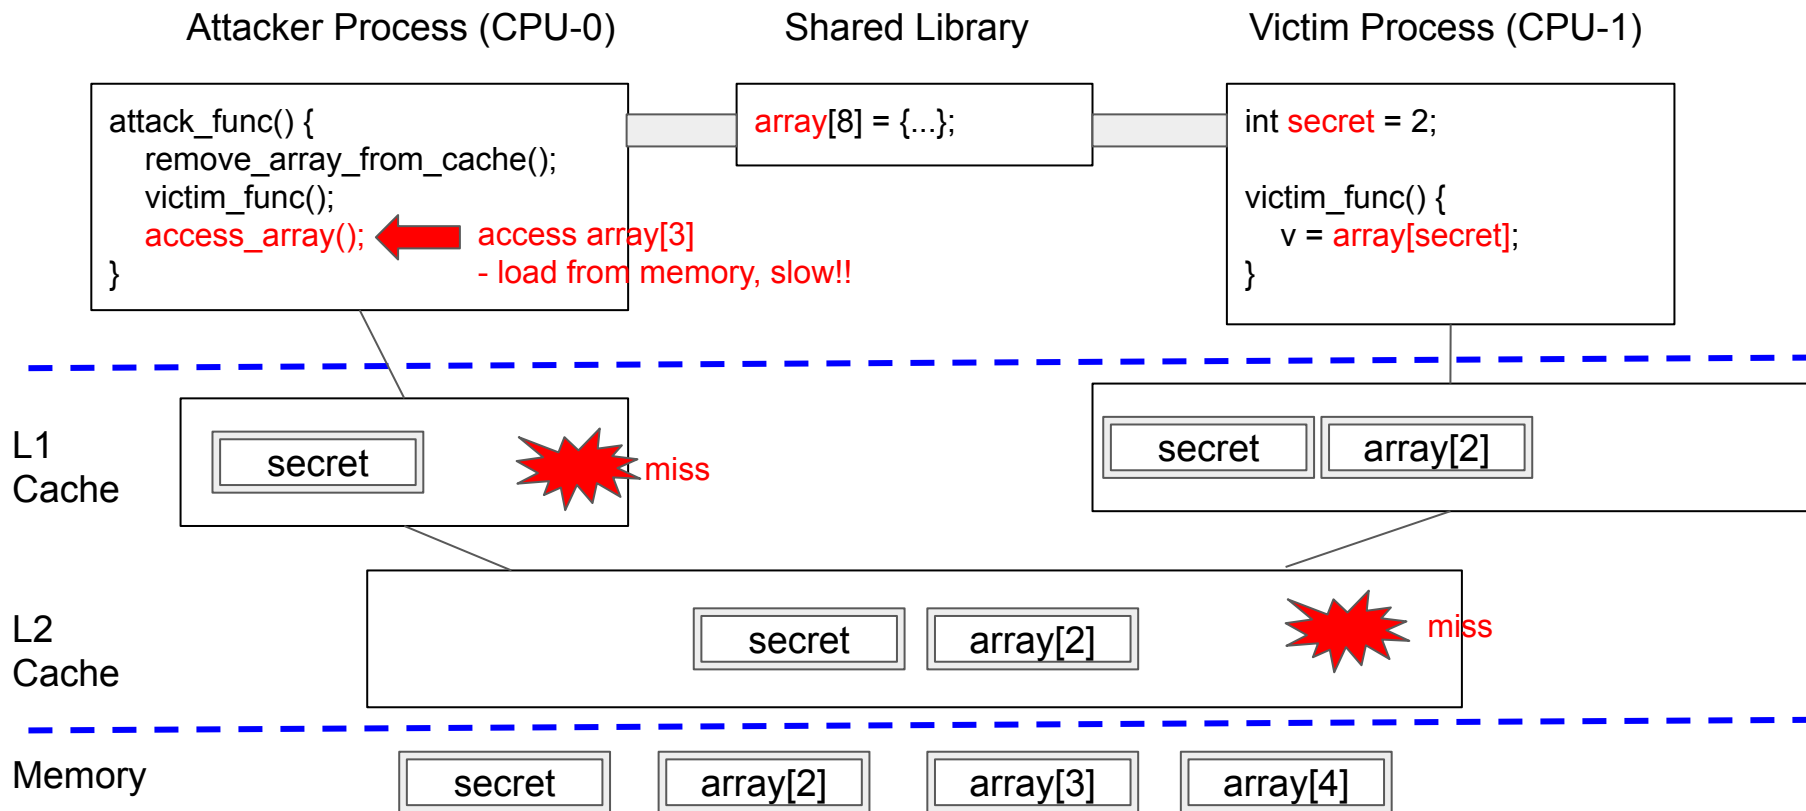 Attacker Process (CPU-0)
Shared Library
Victim Process (CPU-1)
attack_func() {
remove_array_from_cache();
victim_func();
access_array();
}
access array[3]
- load from memory, slow!!
array[8] = {...};
int secret = 2;
victim_func() {
v = array[secret];
}
L1
Cache
secret
miss
secret
array[2]
L2
Cache
secret
array[2]
miss
Memory
secret
array[2]
array[3]
array[4]